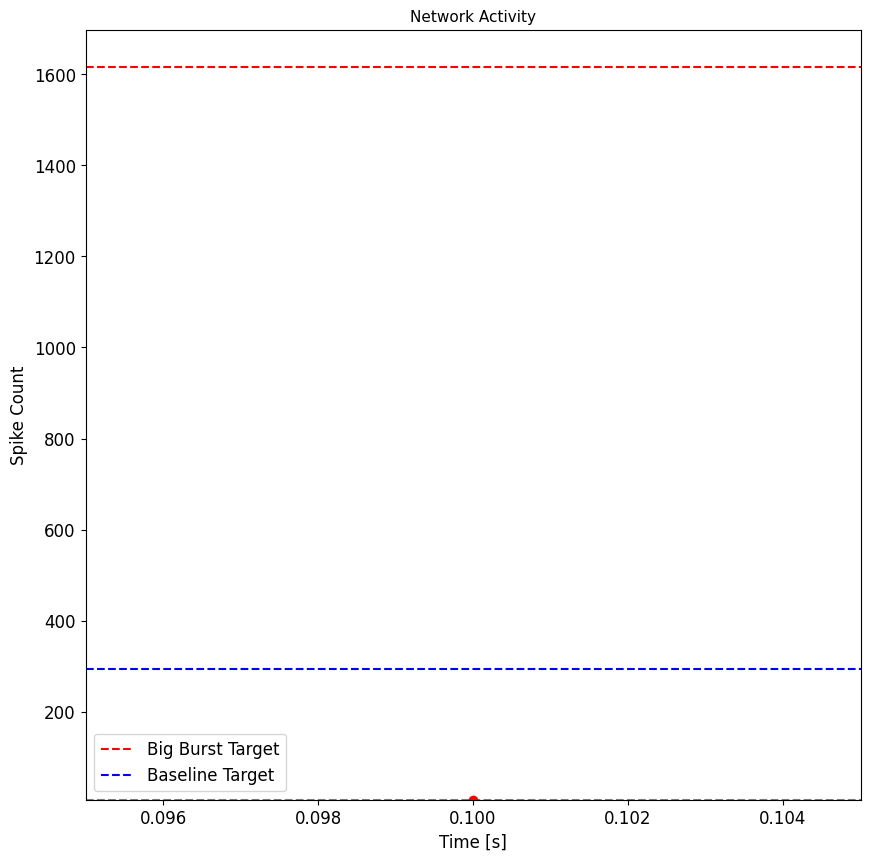 Network Activity
1600
1400
1200
1000
800
600
400
200
Spike Count
Big Burst Target
Baseline Target
0.096
0.098
0.100
0.102
0.104
Time [s]